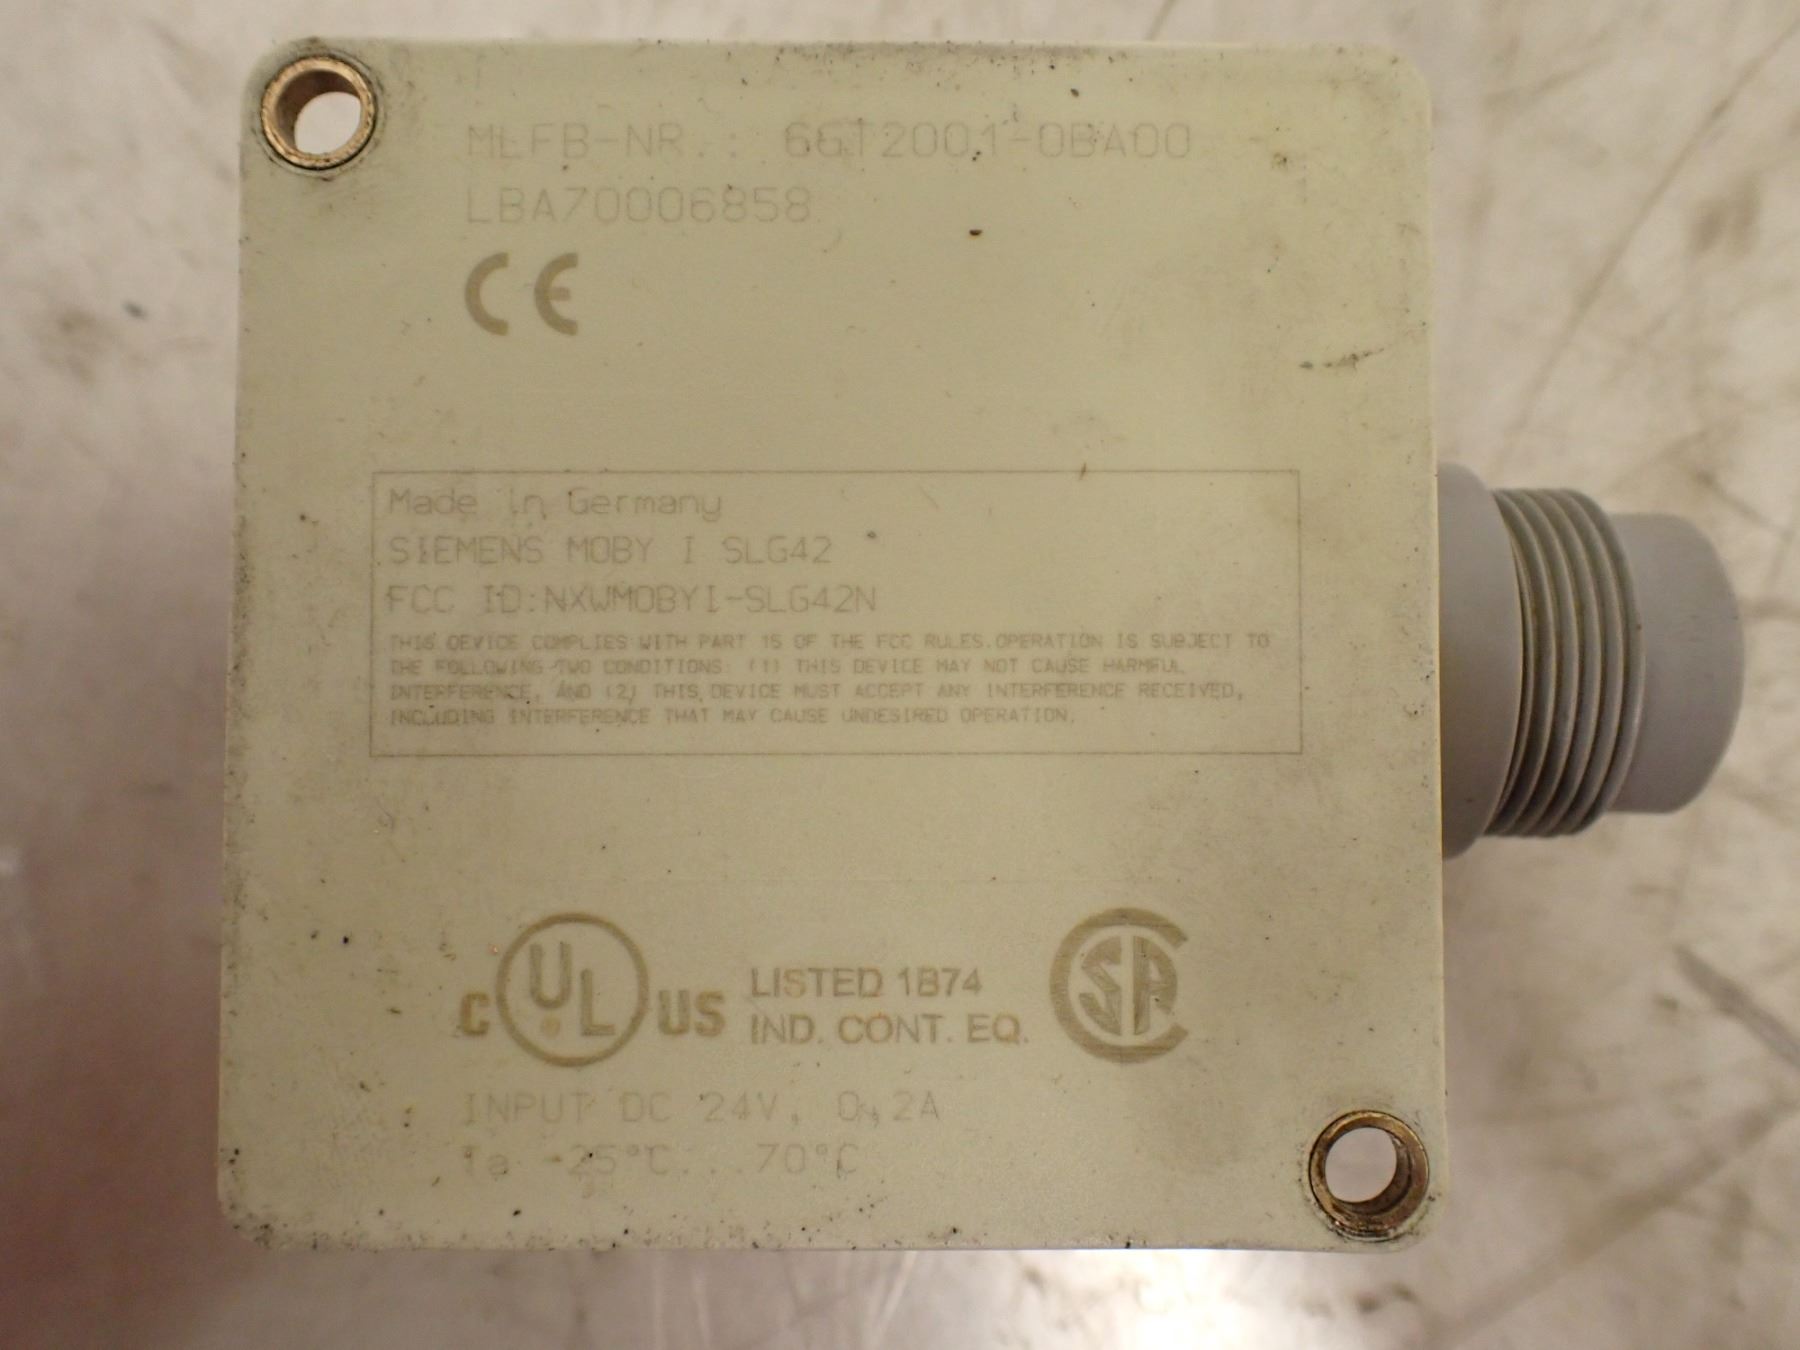 MLFB-NR.: 6GT2001-0BA00
LBA70006858
CE
Made in Germany
SIEMENS MOBY I SLG42
FCC ID:NXWMOBYI-SLG42N
THIS DEVICE COMPLIES WITH PART 15 OF THE FCC RULES.OPERATION IS SUBJECT TO
THE FOLLOWING TWO CONDITIONS: (1) THIS DEVICE MAY NOT CAUSE HARMFUL
INTERFERENCE, AND (2) THIS DEVICE MUST ACCEPT ANY INTERFERENCE RECEIVED,
INCLUDING INTERFERENCE THAT MAY CAUSE UNDESIRED OPERATION.
C UL US LISTED 1B74 SA
IND. CONT. EQ.
INPUT DC 24V, 0,2A
Ta -25°C...70°C